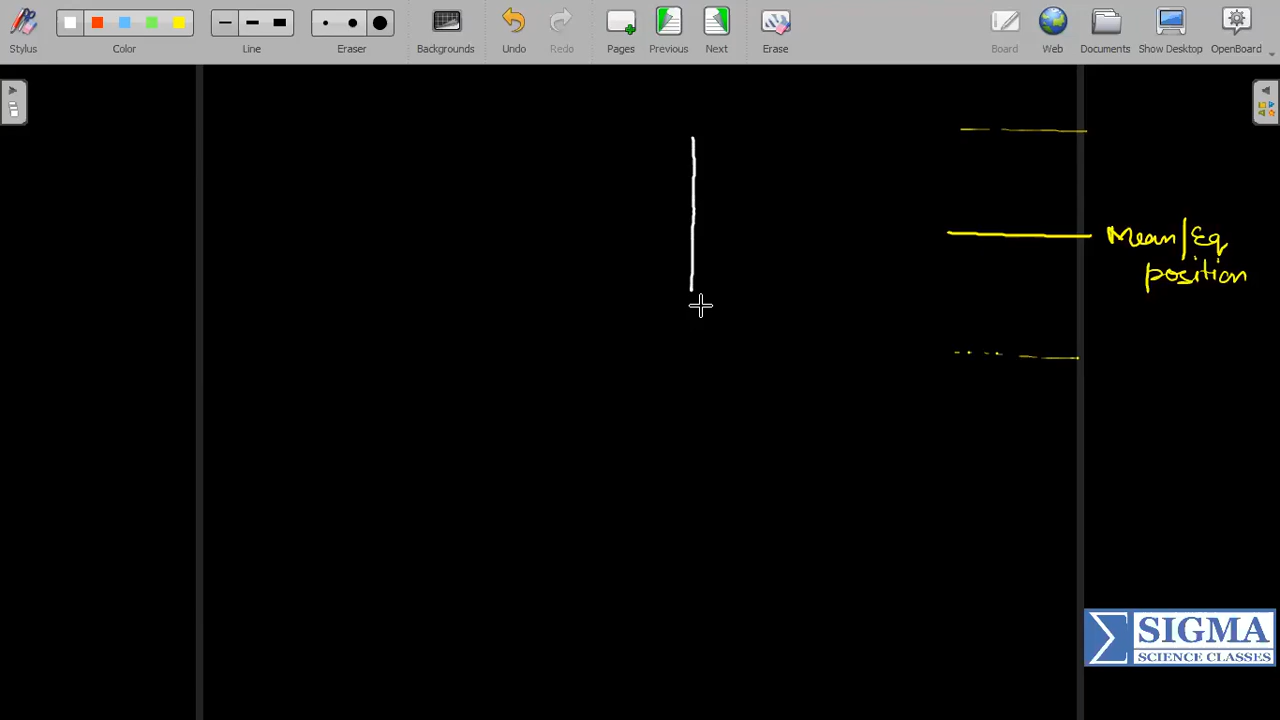 Stylus
Color
Line
Eraser
Backgrounds
Undo
Redo
Pages
Previous
Next
Erase
Board
Web
Documents
Show Desktop
OpenBoard
Mean/Eq
position
SIGMA
SCIENCE CLASSES